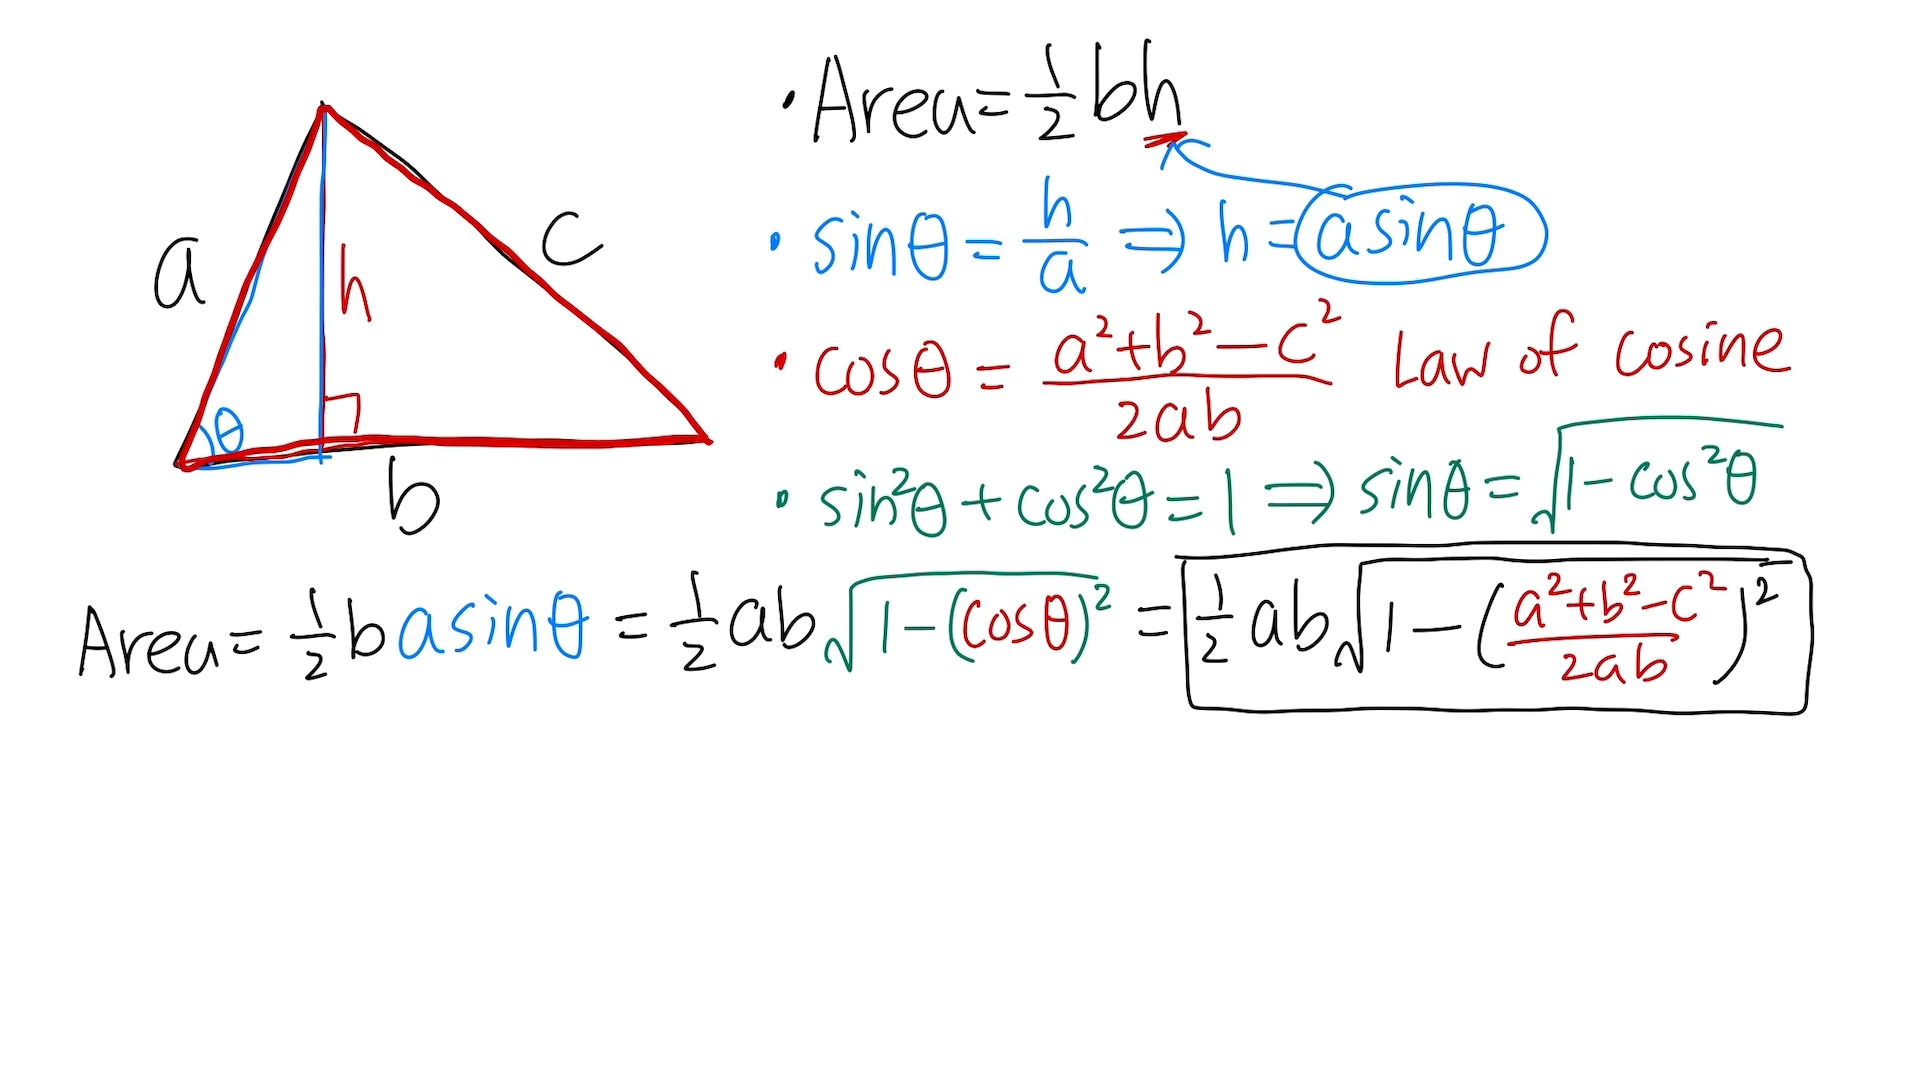 a
h
c
θ
b
• Area = 1/2 bh
• sinθ = h/a ⇒ h = a sinθ
• cosθ = (a²+b²−c²)/(2ab) Law of cosine
• sin²θ + cos²θ = 1 ⇒ sinθ = √(1−cos²θ)
Area = 1/2 b a sinθ = 1/2 ab √(1−(cosθ)²) = 1/2 ab √(1−((a²+b²−c²)/(2ab))²)